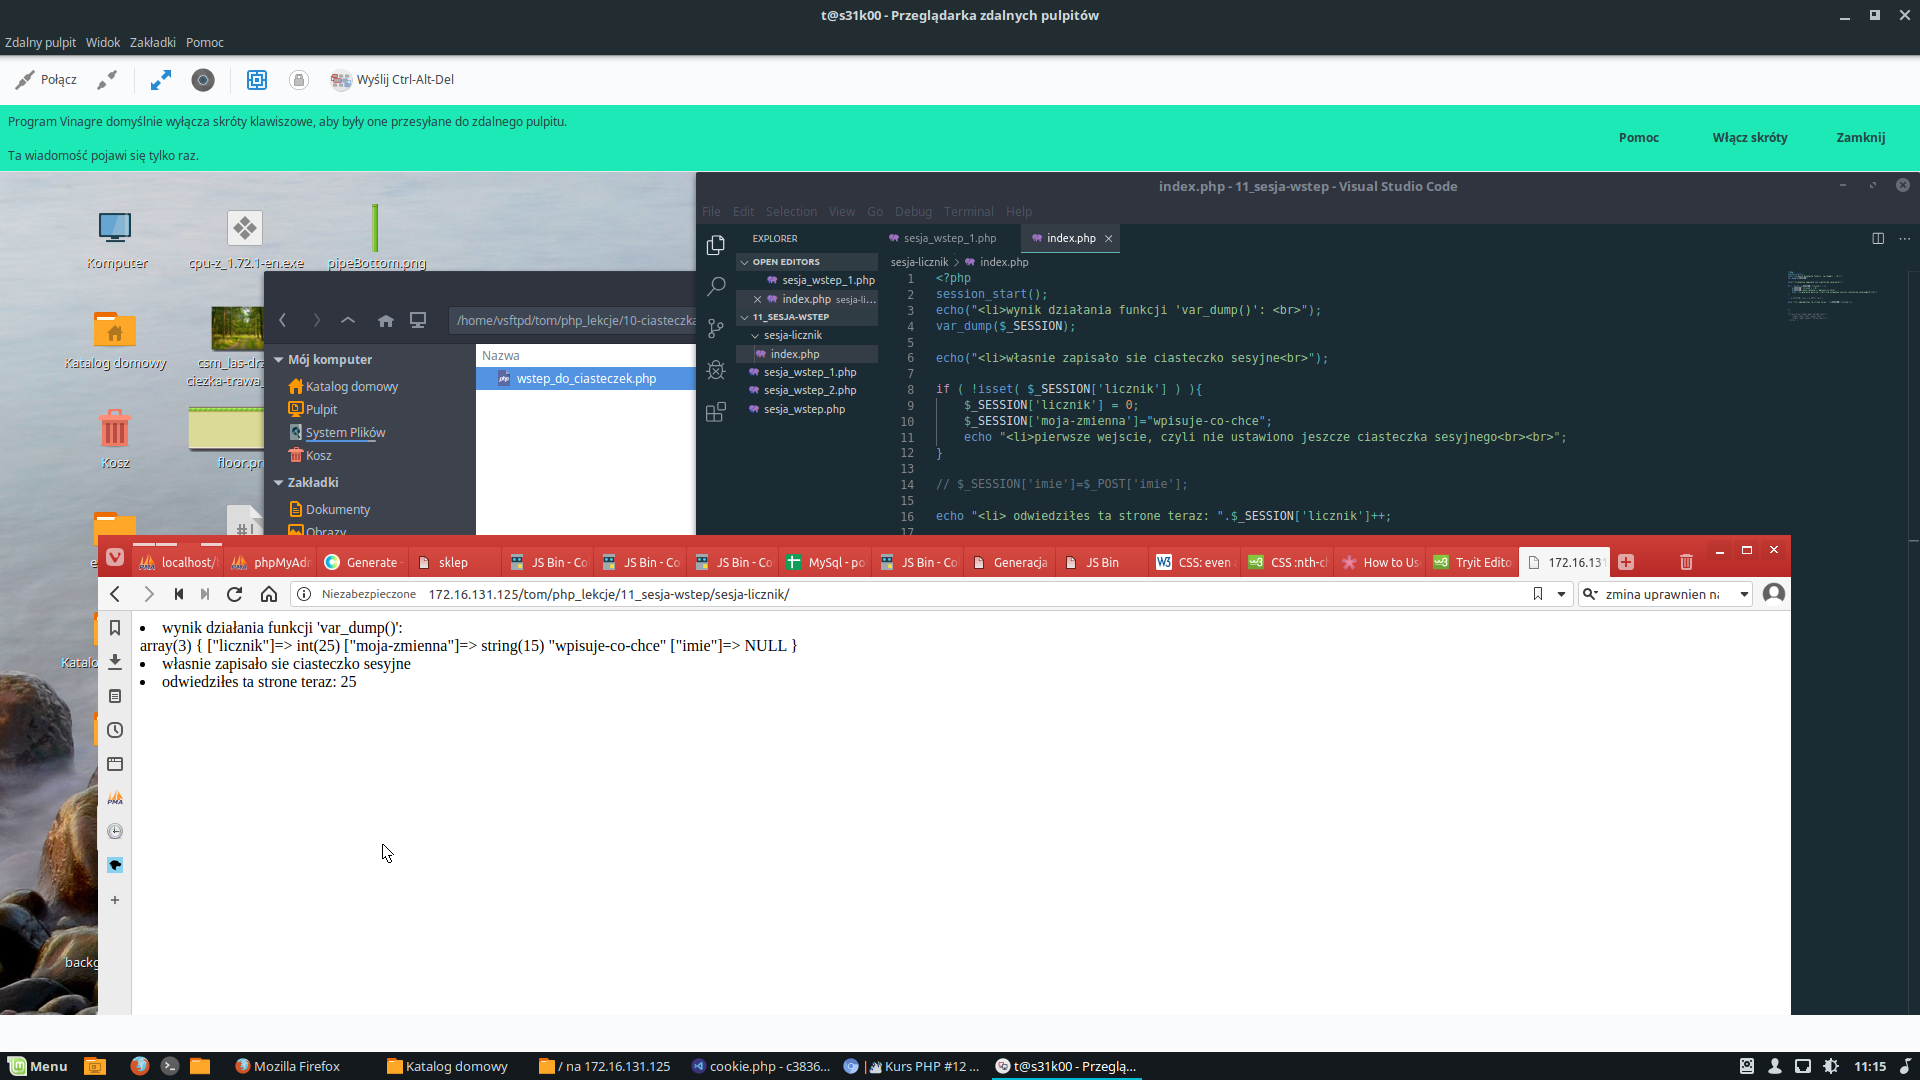 t@s31k00 - Przeglądarka zdalnych pulpitów
Zdalny pulpit Widok Zakładki Pomoc
Połącz Wyślij Ctrl-Alt-Del
Program Vinagre domyślnie wyłącza skróty klawiszowe, aby były one przesyłane do zdalnego pulpitu.
Ta wiadomość pojawi się tylko raz.
Pomoc Włącz skróty Zamknij
index.php - 11_sesja-wstep - Visual Studio Code
File Edit Selection View Go Debug Terminal Help
Komputer cpu-z_1.72.1-en.exe pipeBottom.png
Katalog domowy csm_las-drz
ciezka-trawa_
Kosz floor.pn
Katalo
backg
/home/vsftpd/tom/php_lekcje/10-ciasteczka
Mój komputer
Katalog domowy
Pulpit
System Plików
Kosz
Zakładki
Dokumenty
Obrazy
Nazwa
wstep_do_ciasteczek.php
EXPLORER
OPEN EDITORS
sesja_wstep_1.php
index.php sesja-li...
11_SESJA-WSTEP
sesja-licznik
index.php
sesja_wstep_1.php
sesja_wstep_2.php
sesja_wstep.php
sesja_wstep_1.php index.php
sesja-licznik > index.php
1 <?php
2 session_start();
3 echo("<li>wynik działania funkcji 'var_dump()': <br>");
4 var_dump($_SESSION);
5
6 echo("<li>własnie zapisało sie ciasteczko sesyjne<br>");
7
8 if ( !isset( $_SESSION['licznik'] ) ){
9 $_SESSION['licznik'] = 0;
10 $_SESSION['moja-zmienna']="wpisuje-co-chce";
11 echo "<li>pierwsze wejscie, czyli nie ustawiono jeszcze ciasteczka sesyjnego<br><br>";
12 }
13
14 // $_SESSION['imie']=$_POST['imie'];
15
16 echo "<li> odwiedziłes ta strone teraz: ".$_SESSION['licznik']++;
17
localhost/ phpMyAdm Generate sklep JS Bin - Co JS Bin - Co JS Bin - Co MySql - po JS Bin - Co Generacja JS Bin CSS: even CSS :nth-c How to Us Tryit Edito 172.16.131
Niezabezpieczone 172.16.131.125/tom/php_lekcje/11_sesja-wstep/sesja-licznik/ zmina uprawnien na
• wynik działania funkcji 'var_dump()':
array(3) { ["licznik"]=> int(25) ["moja-zmienna"]=> string(15) "wpisuje-co-chce" ["imie"]=> NULL }
• własnie zapisało sie ciasteczko sesyjne
• odwiedziłes ta strone teraz: 25
PMA
Menu Mozilla Firefox Katalog domowy / na 172.16.131.125 cookie.php - c3836... Kurs PHP #12 ... t@s31k00 - Przeglą... 11:15